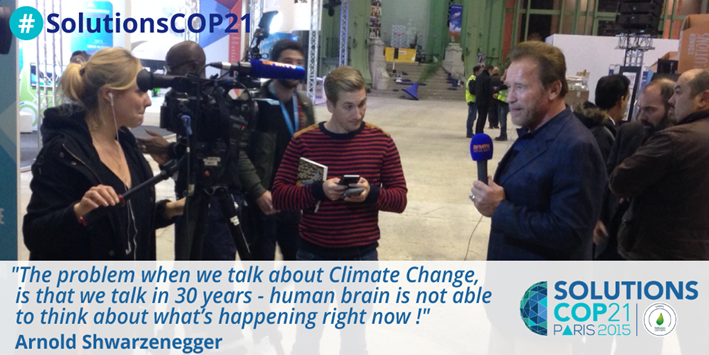 #SolutionsCOP21
"The problem when we talk about Climate Change,
is that we talk in 30 years - human brain is not able
to think about what's happening right now !"
Arnold Shwarzenegger
SOLUTIONS
COP21
PARIS 2015